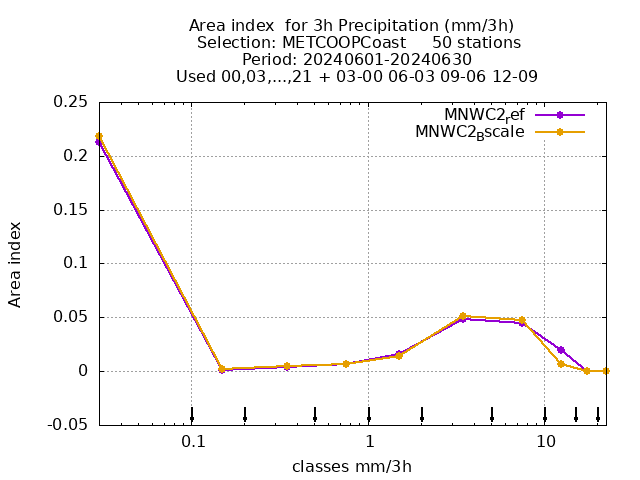 Area index  for 3h Precipitation (mm/3h)
Selection: METCOOPCoast     50 stations
Period: 20240601-20240630
Used 00,03,...,21 + 03-00 06-03 09-06 12-09
MNWC2ref
MNWC2Bscale
0.25
0.2
0.15
0.1
0.05
0
-0.05
Area index
0.1 1 10
classes mm/3h